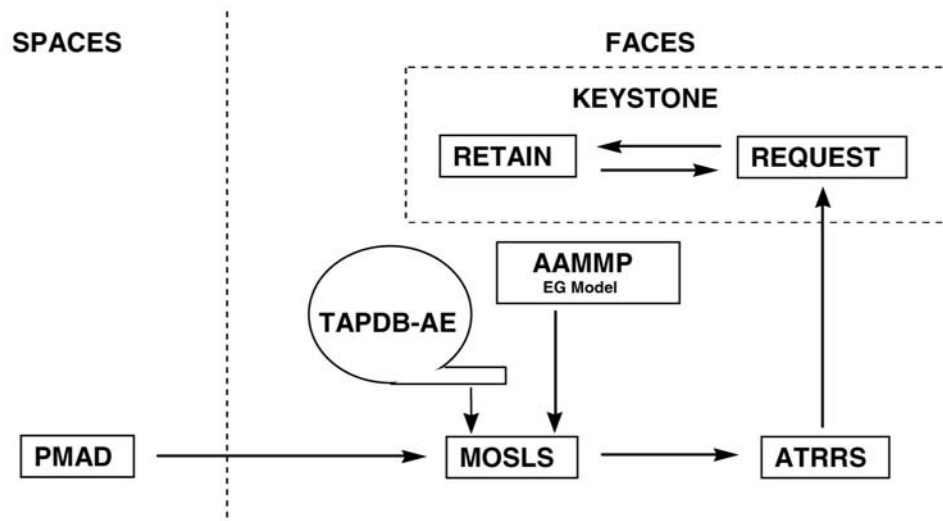 SPACES
FACES
KEYSTONE
RETAIN
REQUEST
AAMMP
EG Model
TAPDB-AE
PMAD
MOSLS
ATRRS